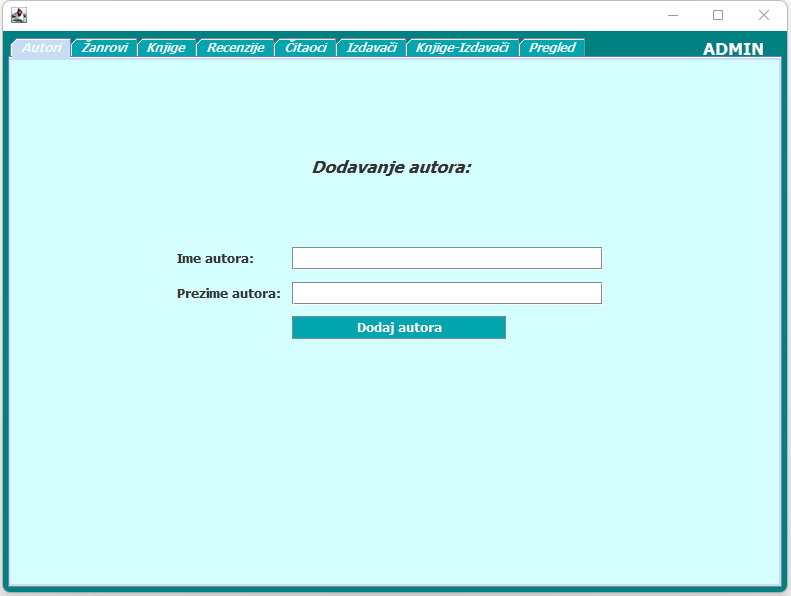 Autori Žanrovi Knjige Recenzije Čitaoci Izdavači Knjige-Izdavači Pregled ADMIN
Dodavanje autora:
Ime autora:
Prezime autora:
Dodaj autora